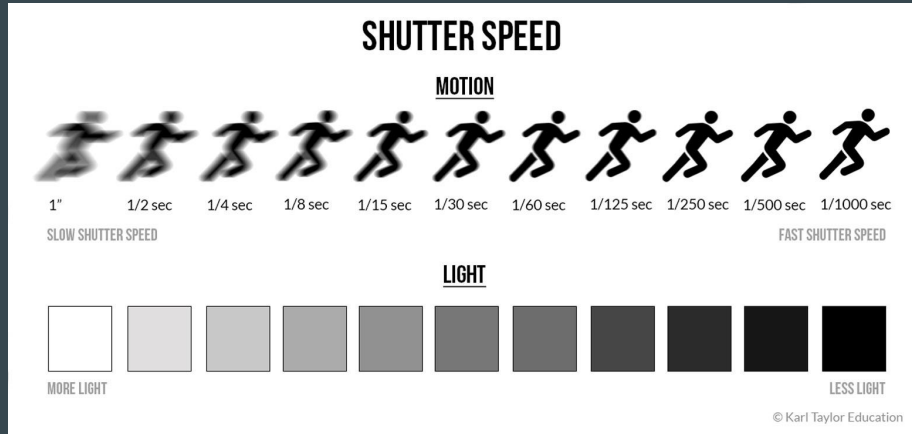 SHUTTER SPEED
MOTION
1” 1/2 sec 1/4 sec 1/8 sec 1/15 sec 1/30 sec 1/60 sec 1/125 sec 1/250 sec 1/500 sec 1/1000 sec
SLOW SHUTTER SPEED FAST SHUTTER SPEED
LIGHT
MORE LIGHT LESS LIGHT
© Karl Taylor Education